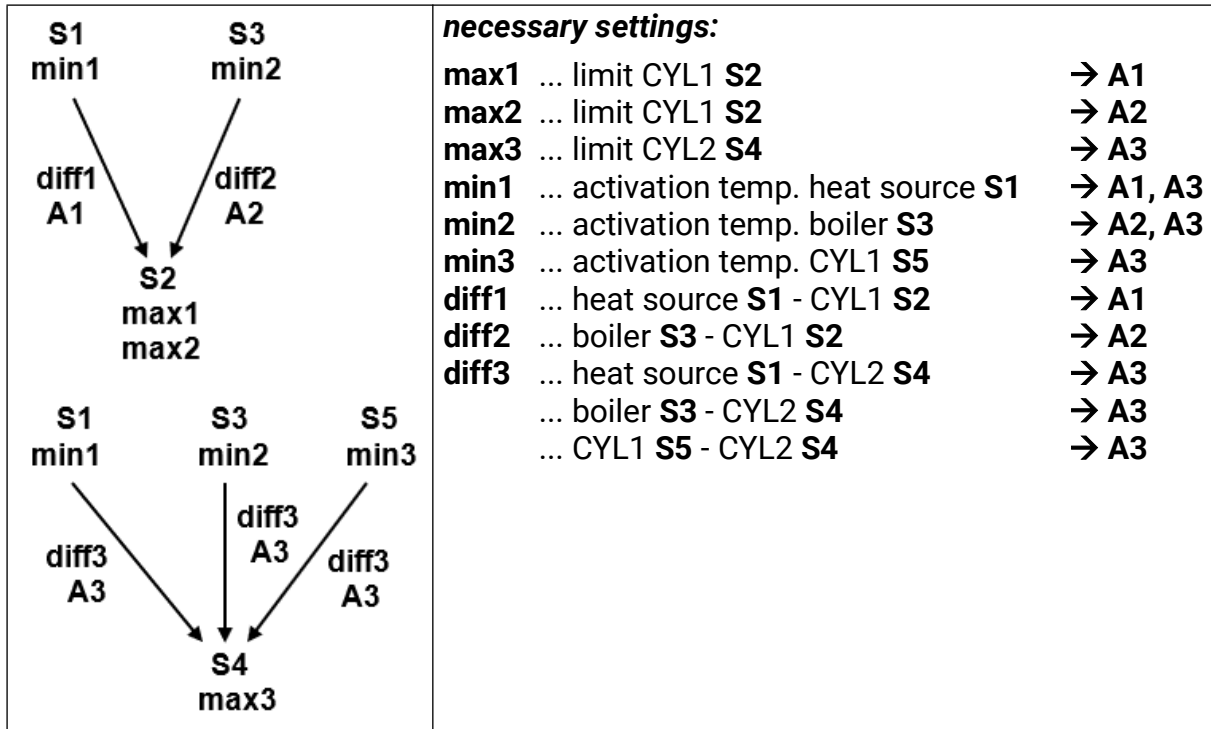 S1 S3
min1 min2
diff1 diff2
A1 A2
S2
max1
max2
S1 S3 S5
min1 min2 min3
diff3
A3
diff3 diff3
A3 A3
S4
max3
necessary settings:
max1 ... limit CYL1 S2 → A1
max2 ... limit CYL1 S2 → A2
max3 ... limit CYL2 S4 → A3
min1 ... activation temp. heat source S1 → A1, A3
min2 ... activation temp. boiler S3 → A2, A3
min3 ... activation temp. CYL1 S5 → A3
diff1 ... heat source S1 - CYL1 S2 → A1
diff2 ... boiler S3 - CYL1 S2 → A2
diff3 ... heat source S1 - CYL2 S4 → A3
... boiler S3 - CYL2 S4 → A3
... CYL1 S5 - CYL2 S4 → A3